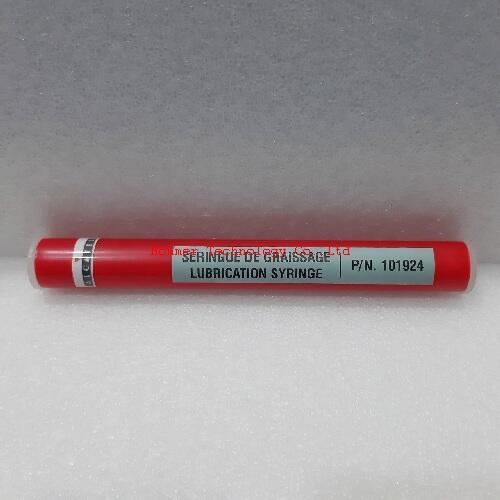 SERINGUE DE GRAISSAGE
LUBRICATION SYRINGE
P/N. 101924